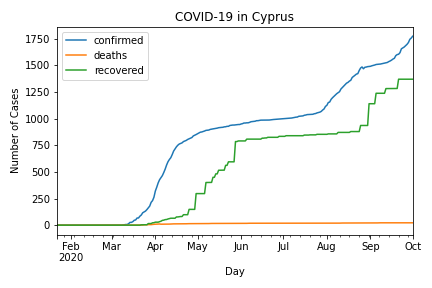 COVID-19 in Cyprus
confirmed
deaths
recovered
Number of Cases
1750
1500
1250
1000
750
500
250
0
Feb Mar Apr May Jun Jul Aug Sep Oct
2020
Day